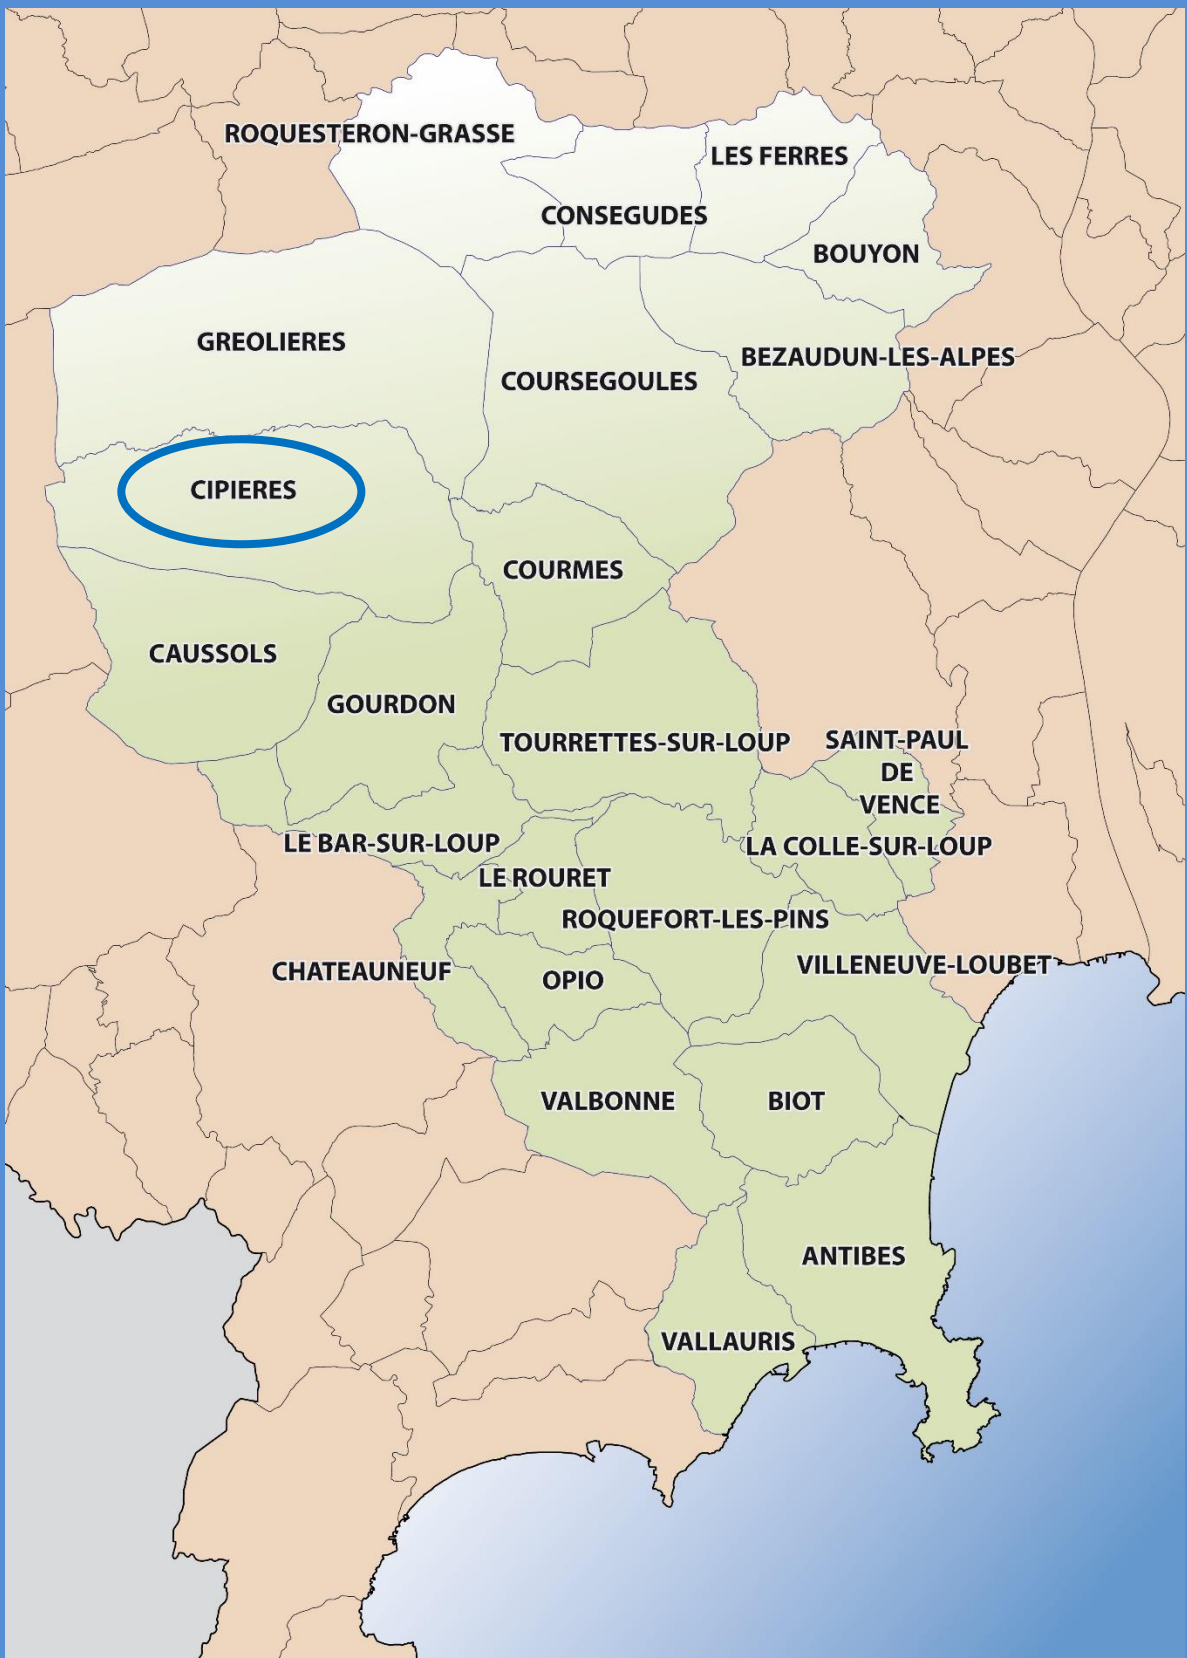 ROQUESTERON-GRASSE
LES FERRES
CONSEGUDES
BOUYON
GREOLIERES
BEZAUDUN-LES-ALPES
COURSEGOULES
CIPIERES
COURMES
CAUSSOLS
GOURDON
TOURRETTES-SUR-LOUP
SAINT-PAUL
DE
VENCE
LE BAR-SUR-LOUP
LA COLLE-SUR-LOUP
LE ROURET
ROQUEFORT-LES-PINS
VILLENEUVE-LOUBET
CHATEAUNEUF
OPIO
VALBONNE
BIOT
ANTIBES
VALLAURIS